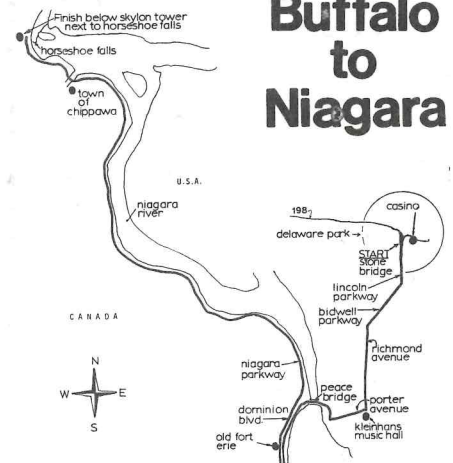 Buffalo
to
Niagara
Finish below skylon tower
next to horseshoe falls
horseshoe falls
town
of
chippawa
U.S.A.
niagara
river
198
casino
delaware park
START
stone
bridge
lincoln
parkway
bidwell
parkway
CANADA
richmond
avenue
N
W E
S
niagara
parkway
peace
bridge
porter
avenue
dominion
blvd.
kleinhans
music hall
old fort
erie